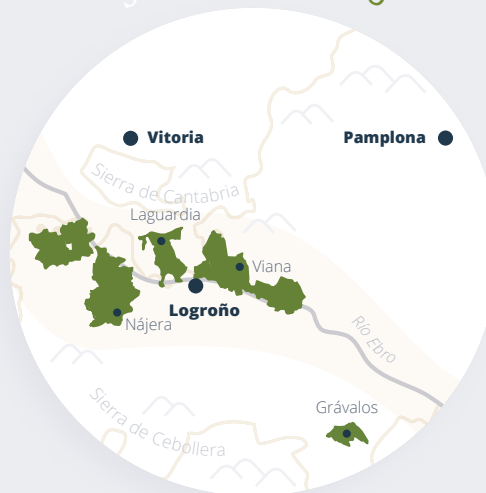 Vitoria
Pamplona
Sierra de Cantabria
Laguardia
Viana
Logroño
Nájera
Río Ebro
Grávalos
Sierra de Cebollera